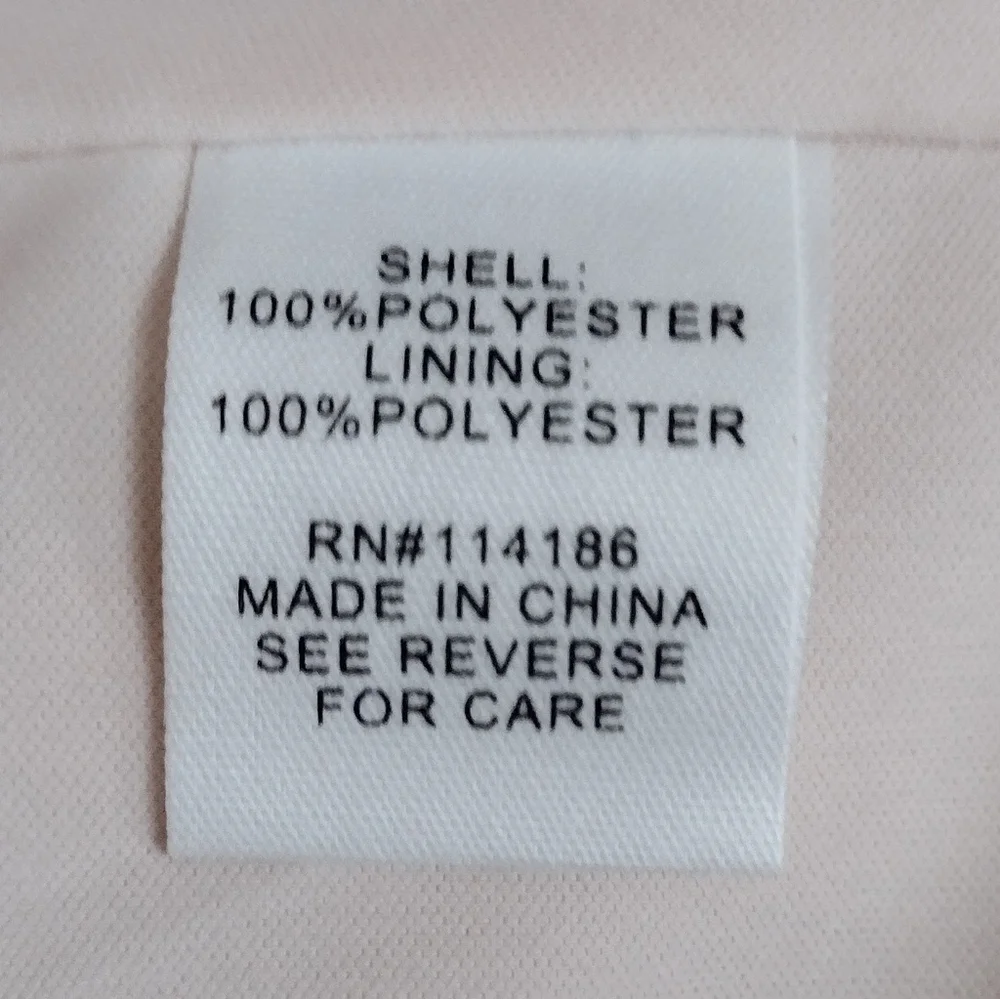 SHELL:
100%POLYESTER
LINING:
100%POLYESTER
RN#114186
MADE IN CHINA
SEE REVERSE
FOR CARE